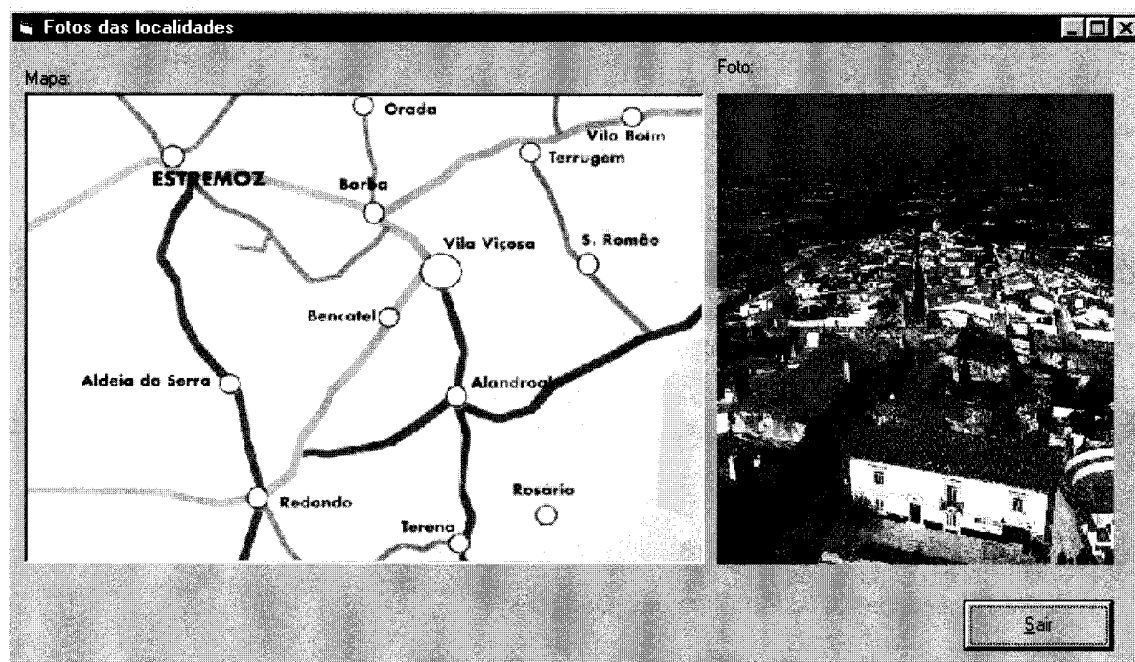 Fotos das localidades
Mapa:
Foto:
Orada
Vila Boim
Terrugem
ESTREMOZ
Borba
Vila Viçosa
S. Romão
Bencatel
Aldeia da Serra
Alandroal
Redondo
Rosário
Terena
Sair